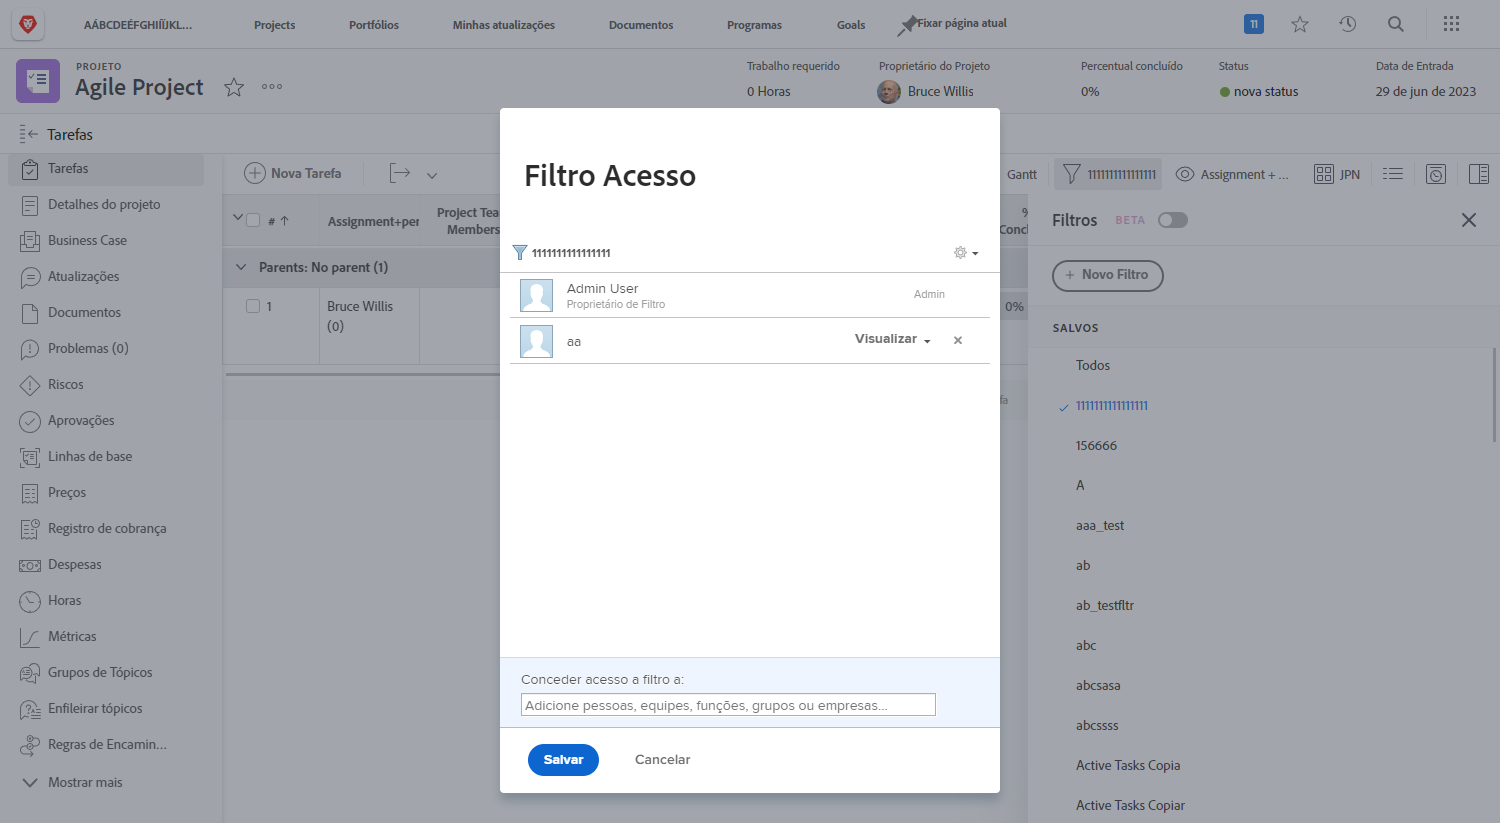 AÁBCDEÉFGHIÍÏJKL...
Projects
Portfólios
Minhas atualizações
Documentos
Programas
Goals
Fixar página atual
11
PROJETO
Agile Project
Trabalho requerido
0 Horas
Proprietário do Projeto
Bruce Willis
Percentual concluído
0%
Status
nova status
Data de Entrada
29 de jun de 2023
Tarefas
Tarefas
Detalhes do projeto
Business Case
Atualizações
Documentos
Problemas (0)
Riscos
Aprovações
Linhas de base
Preços
Registro de cobrança
Despesas
Horas
Métricas
Grupos de Tópicos
Enfileirar tópicos
Regras de Encamin...
Mostrar mais
Nova Tarefa
Gantt
1111111111111111
Assignment + ...
JPN
#
Assignment+per
Project Tea
Members
%
Concl
Parents: No parent (1)
1
Bruce Willis
(0)
0%
fa
Filtro Acesso
1111111111111111
Admin User
Proprietário de Filtro
Admin
aa
Visualizar
Conceder acesso a filtro a:
Adicione pessoas, equipes, funções, grupos ou empresas...
Salvar
Cancelar
Filtros
BETA
+ Novo Filtro
SALVOS
Todos
1111111111111111
156666
A
aaa_test
ab
ab_testfltr
abc
abcsasa
abcssss
Active Tasks Copia
Active Tasks Copiar